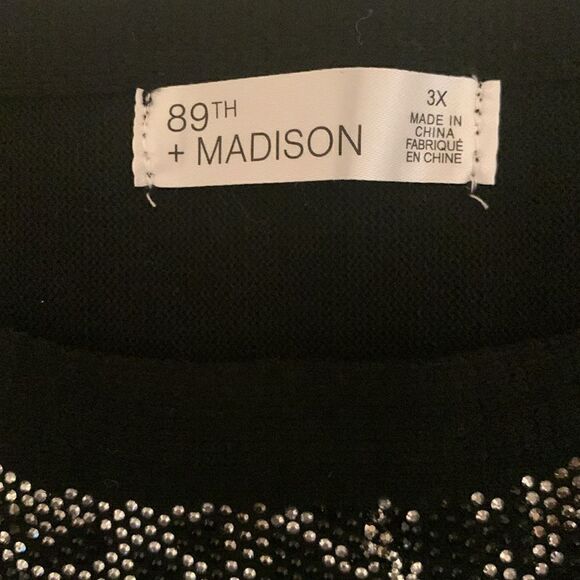 89TH
+ MADISON
3X
MADE IN
CHINA
FABRIQUÉ
EN CHINE